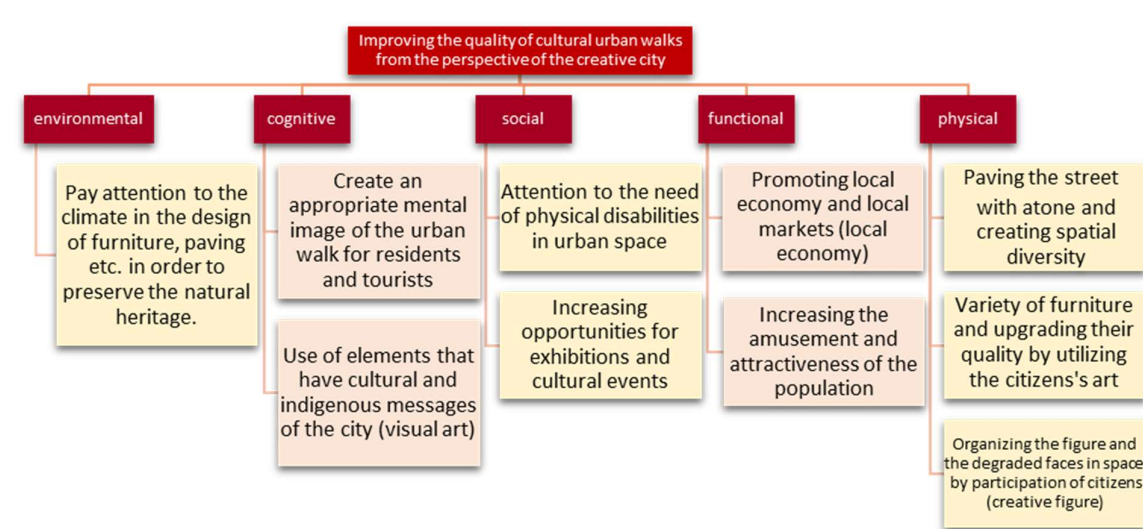 Improving the quality of cultural urban walks
from the perspective of the creative city
environmental
cognitive
social
functional
physical
Pay attention to the
climate in the design
of furniture, paving
etc. in order to
preserve the natural
heritage.
Create an
appropriate mental
image of the urban
walk for residents
and tourists
Use of elements that
have cultural and
indigenous messages
of the city (visual art)
Attention to the need
of physical disabilities
in urban space
Increasing
opportunities for
exhibitions and
cultural events
Promoting local
economy and local
markets (local
economy)
Increasing the
amusement and
attractiveness of the
population
Paving the street
with atone and
creating spatial
diversity
Variety of furniture
and upgrading their
quality by utilizing
the citizens's art
Organizing the figure and
the degraded faces in space
by participation of citizens
(creative figure)